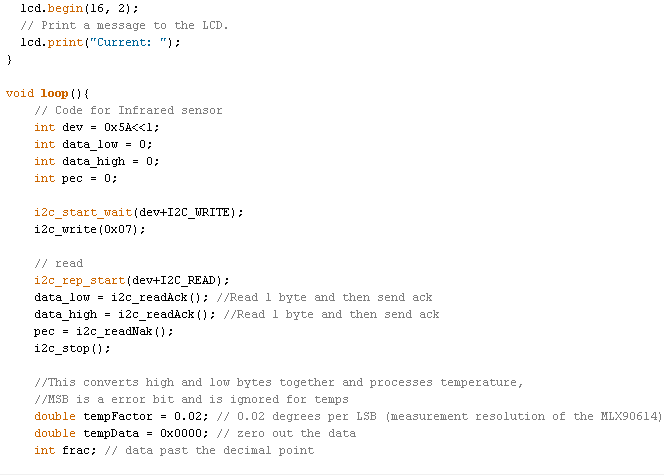 lcd.begin(16, 2);
// Print a message to the LCD.
lcd.print("Current: ");
}
void loop(){
// Code for Infrared sensor
int dev = 0x5A<<1;
int data_low = 0;
int data_high = 0;
int pec = 0;
i2c_start_wait(dev+I2C_WRITE);
i2c_write(0x07);
// read
i2c_rep_start(dev+I2C_READ);
data_low = i2c_readAck(); //Read 1 byte and then send ack
data_high = i2c_readAck(); //Read 1 byte and then send ack
pec = i2c_readNak();
i2c_stop();
//This converts high and low bytes together and processes temperature,
//MSB is a error bit and is ignored for temps
double tempFactor = 0.02; // 0.02 degrees per LSB (measurement resolution of the MLX90614)
double tempData = 0x0000; // zero out the data
int frac; // data past the decimal point